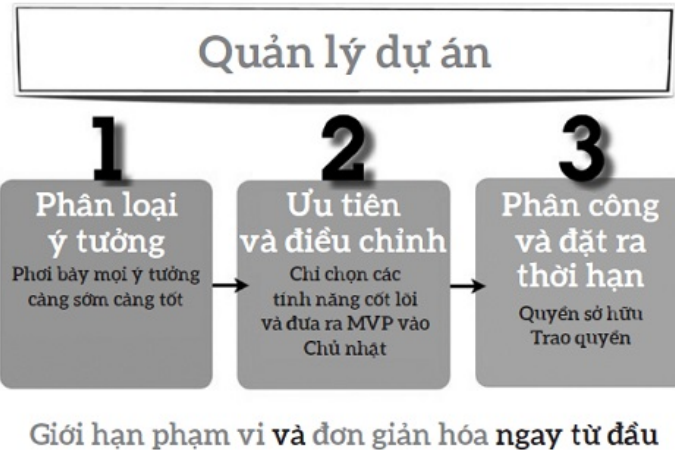 Quản lý dự án
1
Phân loại
ý tưởng
Phơi bày mọi ý tưởng
càng sớm càng tốt
2
Ưu tiên
và điều chỉnh
Chỉ chọn các
tính năng cốt lõi
và đưa ra MVP vào
Chủ nhật
3
Phân công
và đặt ra
thời hạn
Quyền sở hữu
Trao quyền
Giới hạn phạm vi và đơn giản hóa ngay từ đầu